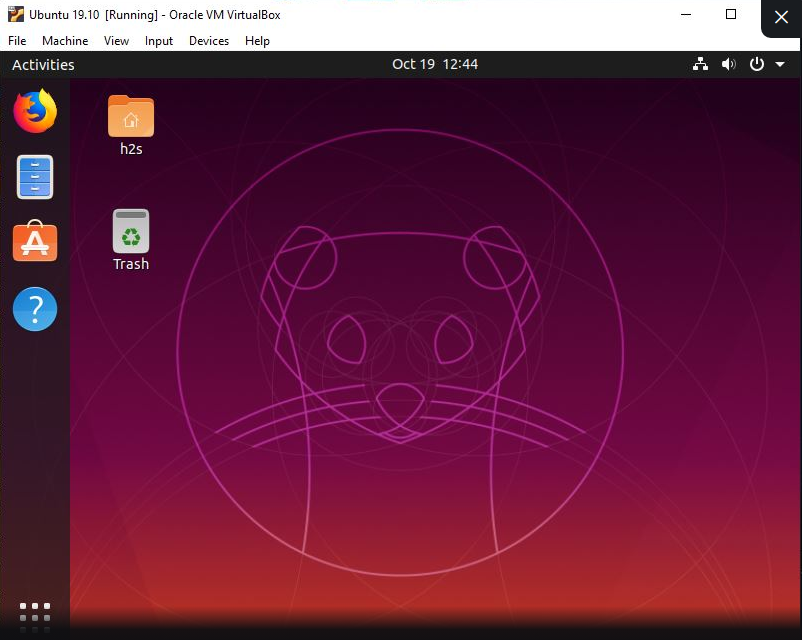 Ubuntu 19.10 [Running] - Oracle VM VirtualBox
File Machine View Input Devices Help
Activities Oct 19 12:44
h2s
Trash